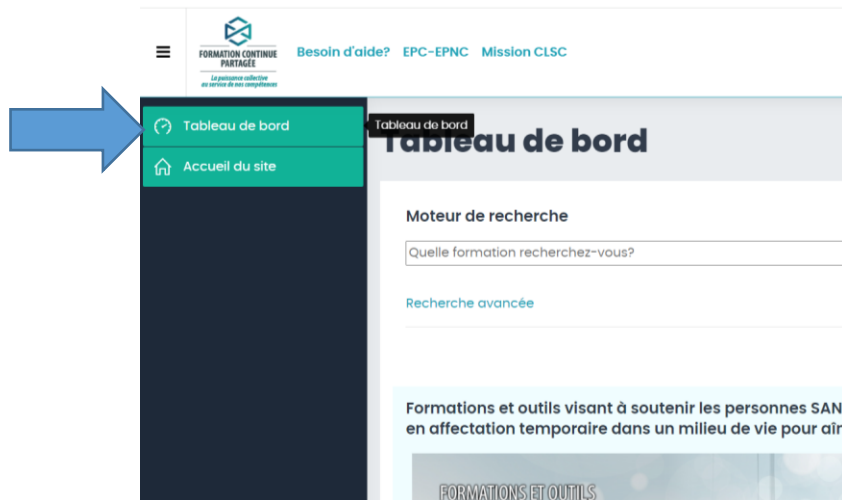 FORMATION CONTINUE
PARTAGÉE
La puissance collective
au service de nos compétences
Besoin d'aide? EPC-EPNC Mission CLSC
Tableau de bord
Accueil du site
Tableau de bord
Tableau de bord
Moteur de recherche
Quelle formation recherchez-vous?
Recherche avancée
Formations et outils visant à soutenir les personnes SAN
en affectation temporaire dans un milieu de vie pour aîn
FORMATIONS ET OUTILS